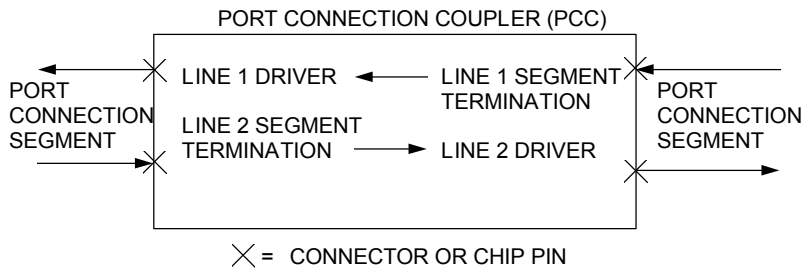 PORT CONNECTION COUPLER (PCC)
PORT
CONNECTION
SEGMENT
LINE 1 DRIVER
LINE 1 SEGMENT
TERMINATION
LINE 2 SEGMENT
TERMINATION
LINE 2 DRIVER
PORT
CONNECTION
SEGMENT
= CONNECTOR OR CHIP PIN